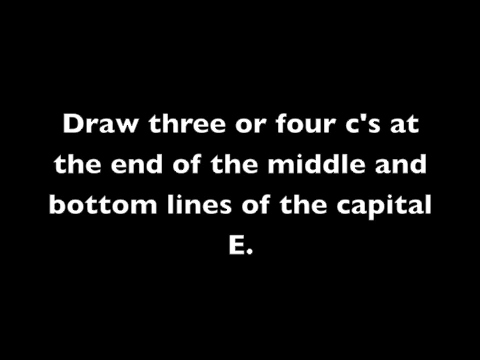 Draw three or four c's at
the end of the middle and
bottom lines of the capital
E.